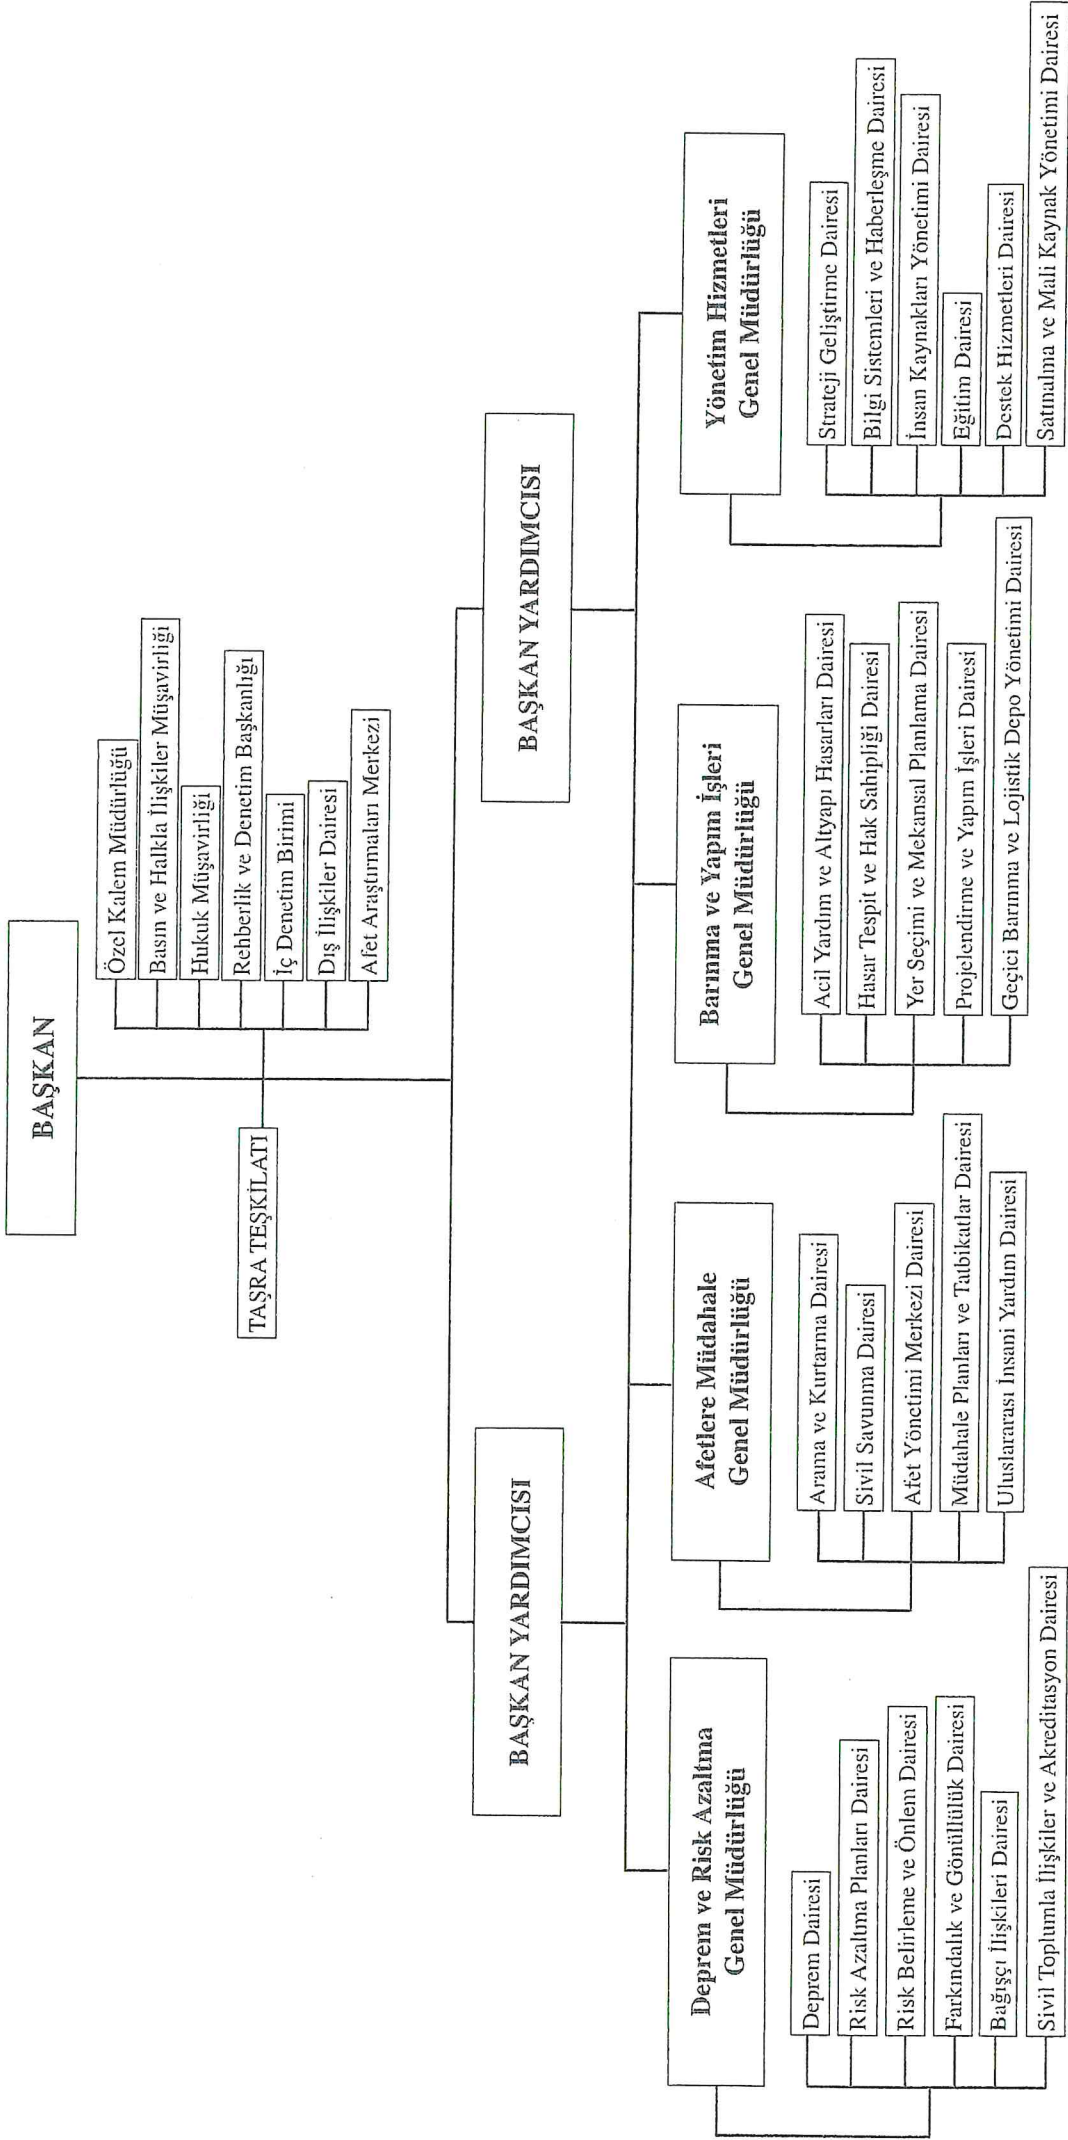 BAŞKAN
Özel Kalem Müdürlüğü
Basın ve Halkla İlişkiler Müşavirliği
Hukuk Müşavirliği
Rehberlik ve Denetim Başkanlığı
İç Denetim Birimi
Dış İlişkiler Dairesi
Afet Araştırmaları Merkezi
TAŞRA TEŞKİLATI
BAŞKAN YARDIMCISI
BAŞKAN YARDIMCISI
Deprem ve Risk Azaltma
Genel Müdürlüğü
Deprem Dairesi
Risk Azaltma Planları Dairesi
Risk Belirleme ve Önlem Dairesi
Farkındalık ve Gönüllülük Dairesi
Bağışçı İlişkileri Dairesi
Sivil Toplumla İlişkiler ve Akreditasyon Dairesi
Afetlere Müdahale
Genel Müdürlüğü
Arama ve Kurtarma Dairesi
Sivil Savunma Dairesi
Afet Yönetimi Merkezi Dairesi
Müdahale Planları ve Tatbikatlar Dairesi
Uluslararası İnsani Yardım Dairesi
Barınma ve Yapım İşleri
Genel Müdürlüğü
Acil Yardım ve Altyapı Hasarları Dairesi
Hasar Tespit ve Hak Sahipliği Dairesi
Yer Seçimi ve Mekansal Planlama Dairesi
Projelendirme ve Yapım İşleri Dairesi
Geçici Barınma ve Lojistik Depo Yönetimi Dairesi
Yönetim Hizmetleri
Genel Müdürlüğü
Strateji Geliştirme Dairesi
Bilgi Sistemleri ve Haberleşme Dairesi
İnsan Kaynakları Yönetimi Dairesi
Eğitim Dairesi
Destek Hizmetleri Dairesi
Satınalma ve Mali Kaynak Yönetimi Dairesi